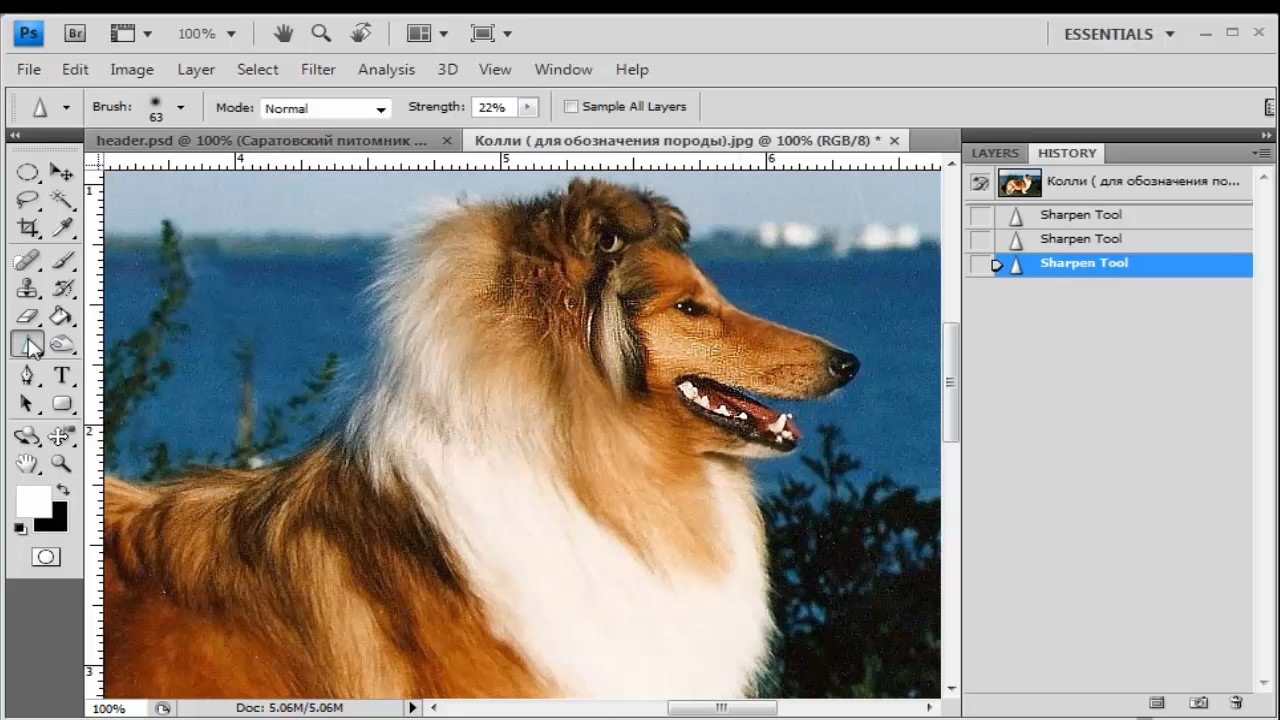 Ps Br 100% ESSENTIALS
File Edit Image Layer Select Filter Analysis 3D View Window Help
Brush: 63 Mode: Normal Strength: 22% Sample All Layers
header.psd @ 100% (Саратовский питомник ... Колли ( для обозначения породы).jpg @ 100% (RGB/8) *
LAYERS HISTORY
4 5 6
1
Колли ( для обозначения по...
Sharpen Tool
Sharpen Tool
Sharpen Tool
T
2
3
100% Doc: 5.06M/5.06M